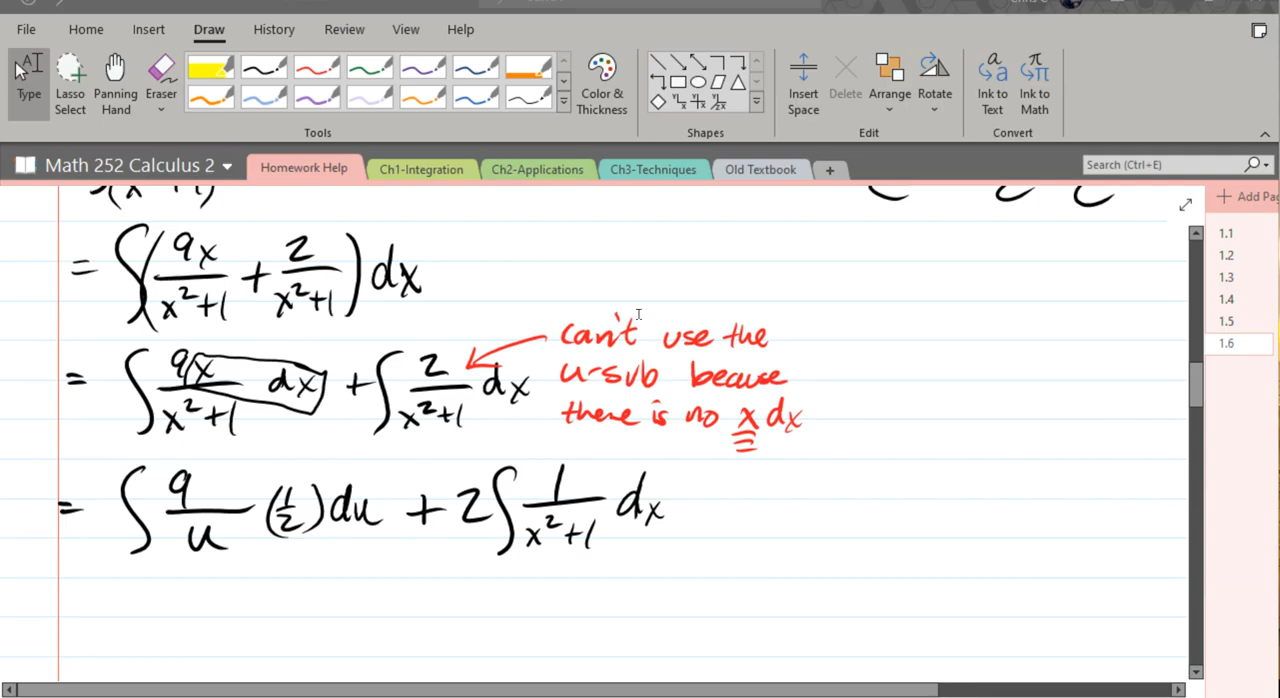 File Home Insert Draw History Review View Help
Type
Lasso Select
Panning Hand
Eraser
Tools
Color & Thickness
Shapes
Insert Space
Delete
Arrange
Rotate
Edit
Ink to Text
Ink to Math
Convert
Math 252 Calculus 2
Homework Help
Ch1-Integration
Ch2-Applications
Ch3-Techniques
Old Textbook
Search (Ctrl+E)
Add Pag
1.1
1.2
1.3
1.4
1.5
1.6
= ∫(9x/(x²+1) + 2/(x²+1)) dx
= ∫ 9x/(x²+1) dx + ∫ 2/(x²+1) dx
can't use the
u-sub because
there is no x dx
= ∫ 9/u (1/2) du + 2∫ 1/(x²+1) dx